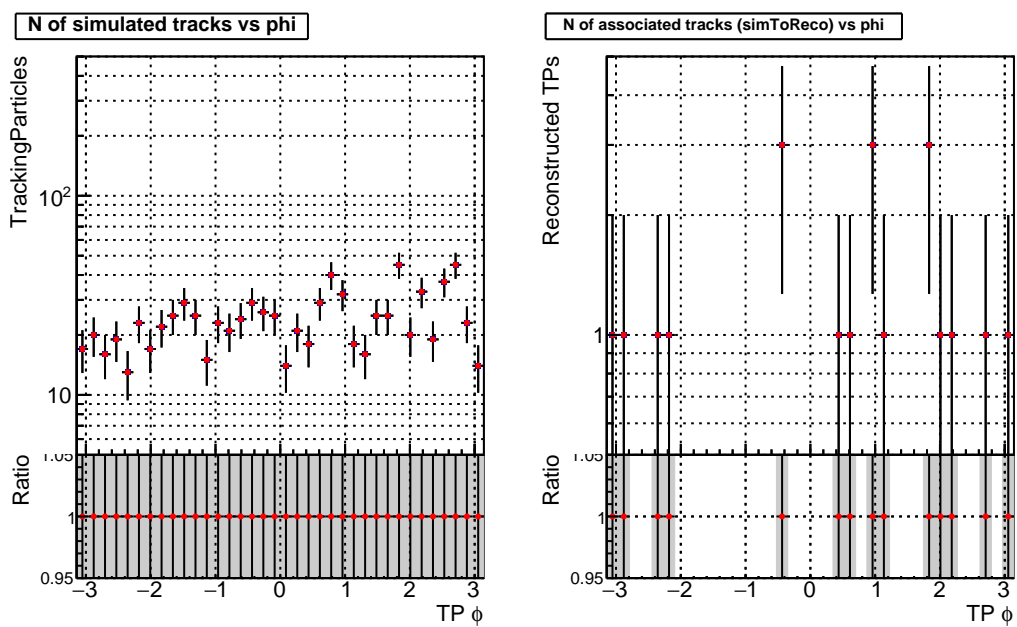 N of simulated tracks vs phi
TrackingParticles
10²
10
Ratio
1.05
1
0.95
−3 −2 −1 0 1 2 3
TP ϕ
N of associated tracks (simToReco) vs phi
Reconstructed TPs
1
Ratio
1.05
1
0.95
−3 −2 −1 0 1 2 3
TP ϕ